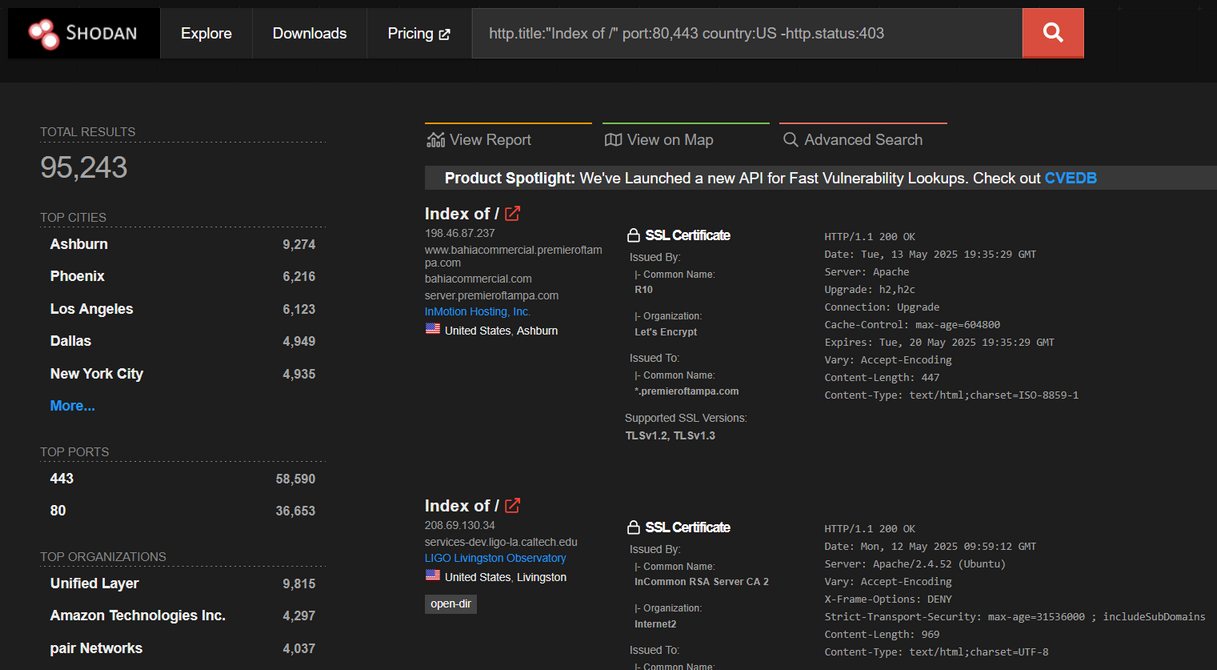 SHODAN Explore Downloads Pricing http.title:"Index of /" port:80,443 country:US -http.status:403
TOTAL RESULTS
95,243
TOP CITIES
Ashburn 9,274
Phoenix 6,216
Los Angeles 6,123
Dallas 4,949
New York City 4,935
More...
TOP PORTS
443 58,590
80 36,653
TOP ORGANIZATIONS
Unified Layer 9,815
Amazon Technologies Inc. 4,297
pair Networks 4,037
View Report View on Map Advanced Search
Product Spotlight: We've Launched a new API for Fast Vulnerability Lookups. Check out CVEDB
Index of /
198.46.87.237
www.bahiacommercial.premieroftam
pa.com
bahiacommercial.com
server.premieroftampa.com
InMotion Hosting, Inc.
United States, Ashburn
SSL Certificate
Issued By:
|- Common Name:
R10
|- Organization:
Let's Encrypt
Issued To:
|- Common Name:
*.premieroftampa.com
Supported SSL Versions:
TLSv1.2, TLSv1.3
HTTP/1.1 200 OK
Date: Tue, 13 May 2025 19:35:29 GMT
Server: Apache
Upgrade: h2,h2c
Connection: Upgrade
Cache-Control: max-age=604800
Expires: Tue, 20 May 2025 19:35:29 GMT
Vary: Accept-Encoding
Content-Length: 447
Content-Type: text/html;charset=ISO-8859-1
Index of /
208.69.130.34
services-dev.ligo-la.caltech.edu
LIGO Livingston Observatory
United States, Livingston
open-dir
SSL Certificate
Issued By:
|- Common Name:
InCommon RSA Server CA 2
|- Organization:
Internet2
Issued To:
|- Common Name:
HTTP/1.1 200 OK
Date: Mon, 12 May 2025 09:59:12 GMT
Server: Apache/2.4.52 (Ubuntu)
Vary: Accept-Encoding
X-Frame-Options: DENY
Strict-Transport-Security: max-age=31536000 ; includeSubDomains
Content-Length: 969
Content-Type: text/html;charset=UTF-8